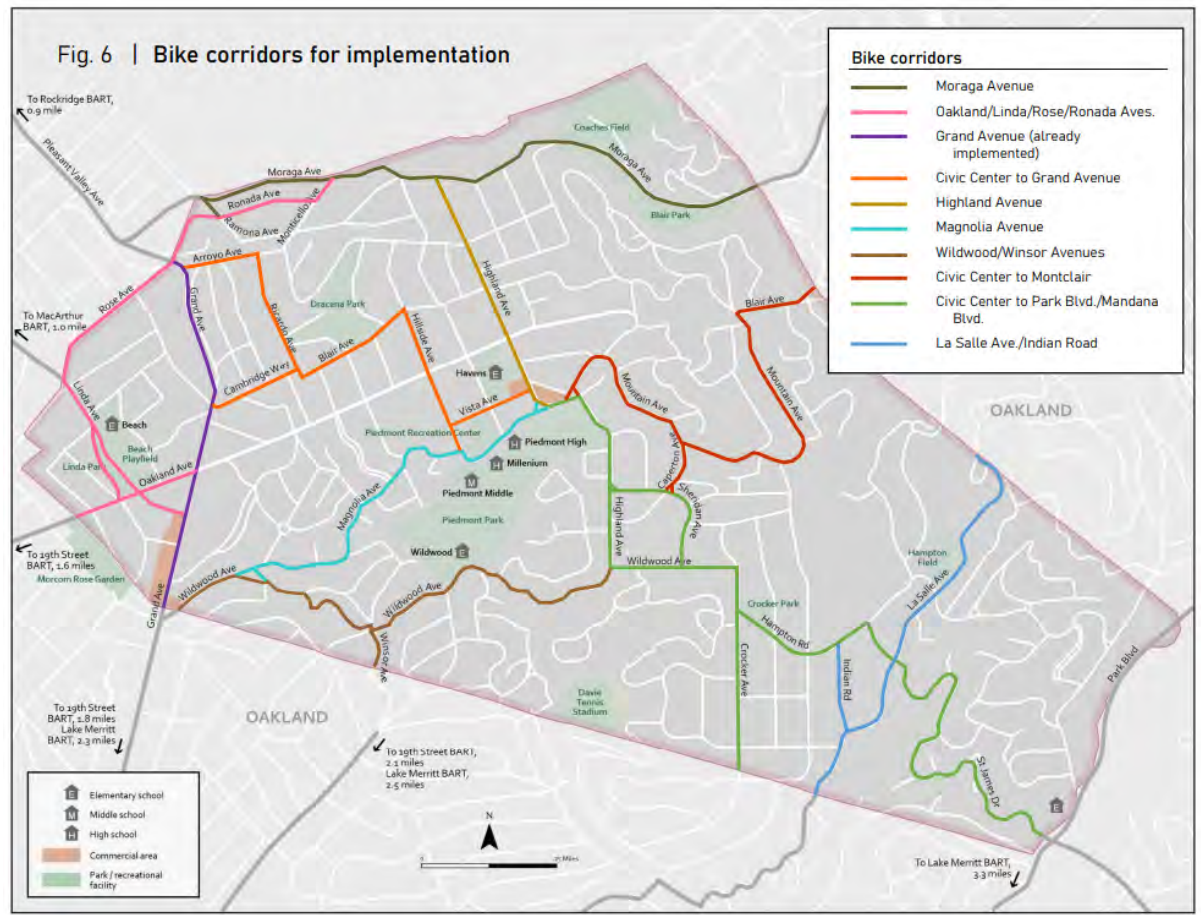 Fig. 6 | Bike corridors for implementation
Bike corridors
Moraga Avenue
Oakland/Linda/Rose/Ronada Aves.
Grand Avenue (already
implemented)
Civic Center to Grand Avenue
Highland Avenue
Magnolia Avenue
Wildwood/Winsor Avenues
Civic Center to Montclair
Civic Center to Park Blvd./Mandana
Blvd.
La Salle Ave./Indian Road
To Rockridge BART,
0.9 mile
Pleasant Valley Ave
Coaches Field
Moraga Ave
Moraga Ave
Ronada Ave
Ramona Ave
Monticello Ave
Blair Park
Arroyo Ave
Rose Ave
Grand Ave
Ricardo Ave
Dracena Park
Highland Ave
Blair Ave
To MacArthur
BART, 1.0 mile
Hillside Ave
Blair Ave
Cambridge Way
Havens E
Mountain Ave
Mountain Ave
Linda Ave
Vista Ave
OAKLAND
E Beach
Beach
Playfield
Piedmont Recreation Center
H Piedmont High
Linda Park
Oakland Ave
H Millenium
Caperton Ave
M
Piedmont Middle
Sheridan Ave
Magnolia Ave
Piedmont Park
Highland Ave
To 19th Street
BART, 1.6 miles
Wildwood E
Wildwood Ave
Hampton
Field
Morcom Rose Garden
Wildwood Ave
Wildwood Ave
La Salle Ave
Grand Ave
Crocker Park
Hampton Rd
Winsor Ave
Crocker Ave
Indian Rd
Park Blvd
Davie
Tennis
Stadium
To 19th Street
BART, 1.8 miles
Lake Merritt
BART, 2.3 miles
OAKLAND
To 19th Street BART,
2.1 miles
Lake Merritt BART,
2.5 miles
St James Dr
E
E Elementary school
M Middle school
H High school
Commercial area
Park / recreational
facility
N
0
Miles
To Lake Merritt BART,
3.3 miles